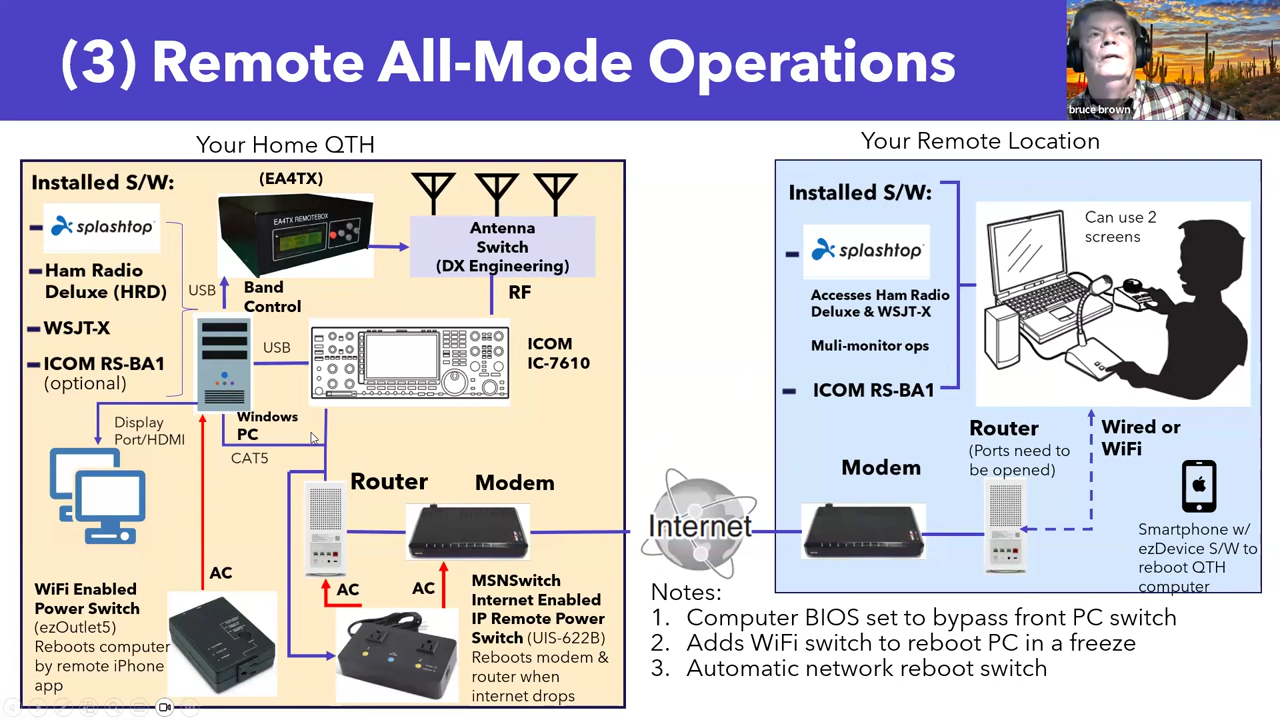 (3) Remote All-Mode Operations
bruce brown
Your Home QTH
Installed S/W:
splashtop
Ham Radio
Deluxe (HRD)
WSJT-X
ICOM RS-BA1
(optional)
USB
(EA4TX)
EA4TX REMOTEBOX
Band
Control
Antenna
Switch
(DX Engineering)
RF
USB
ICOM
IC-7610
Display
Port/HDMI
Windows
PC
CAT5
Router
Modem
AC
AC
AC
WiFi Enabled
Power Switch
(ezOutlet5)
Reboots computer
by remote iPhone
app
MSNSwitch
Internet Enabled
IP Remote Power
Switch (UIS-622B)
Reboots modem &
router when
internet drops
Internet
Your Remote Location
Installed S/W:
splashtop
Accesses Ham Radio
Deluxe & WSJT-X
Muli-monitor ops
ICOM RS-BA1
Can use 2
screens
Router
(Ports need to
be opened)
Wired or
WiFi
Modem
Smartphone w/
ezDevice S/W to
reboot QTH
computer
Notes:
1. Computer BIOS set to bypass front PC switch
2. Adds WiFi switch to reboot PC in a freeze
3. Automatic network reboot switch